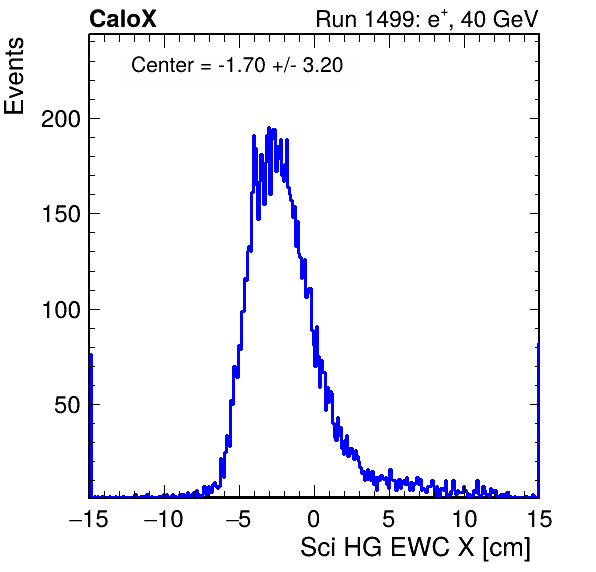 CaloX Run 1499: e⁺, 40 GeV
Center = -1.70 +/- 3.20
Events
200
150
100
50
−15 −10 −5 0 5 10 15
Sci HG EWC X [cm]